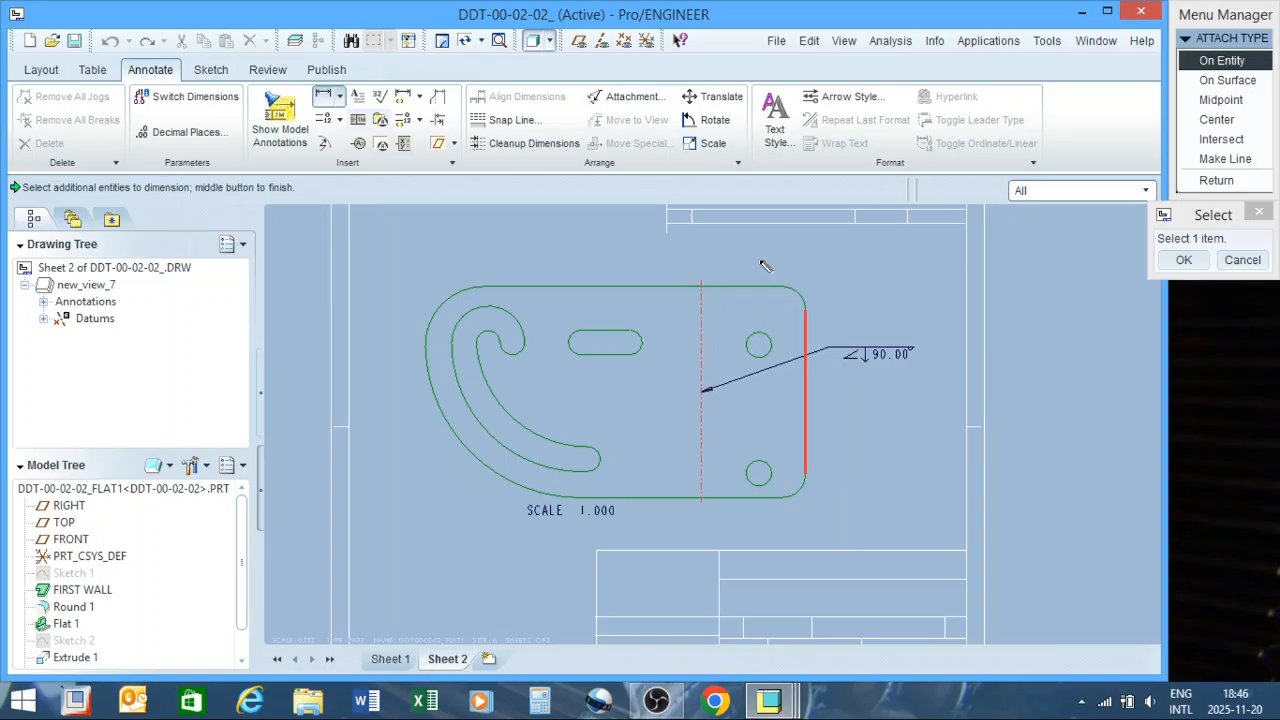 DDT-00-02-02_ (Active) - Pro/ENGINEER
Menu Manager
File Edit View Analysis Info Applications Tools Window Help
ATTACH TYPE
On Entity
On Surface
Midpoint
Center
Intersect
Make Line
Return
Layout Table Annotate Sketch Review Publish
Remove All Jogs
Remove All Breaks
Delete
Delete
Switch Dimensions
Decimal Places...
Parameters
Show Model
Annotations
Insert
Align Dimensions
Snap Line...
Cleanup Dimensions
Attachment...
Move to View
Move Special...
Translate
Rotate
Scale
Arrange
Text
Style...
Arrow Style...
Repeat Last Format
Wrap Text
Hyperlink
Toggle Leader Type
Toggle Ordinate/Linear
Format
Select additional entities to dimension; middle button to finish.
All
Select
Select 1 item.
OK Cancel
Drawing Tree
Sheet 2 of DDT-00-02-02_.DRW
new_view_7
Annotations
Datums
90.00°
SCALE 1.000
Model Tree
DDT-00-02-02_FLAT1<DDT-00-02-02>.PRT
RIGHT
TOP
FRONT
PRT_CSYS_DEF
Sketch 1
FIRST WALL
Round 1
Flat 1
Sketch 2
Extrude 1
Sheet 1 Sheet 2
ENG
INTL
18:46
2025-11-20